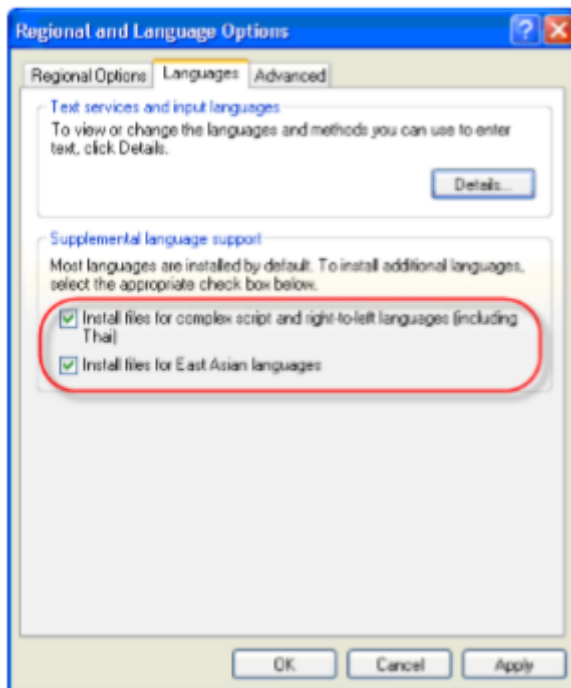 Regional and Language Options
Regional Options Languages Advanced
Text services and input languages
To view or change the languages and methods you can use to enter
text, click Details.
Details...
Supplemental language support
Most languages are installed by default. To install additional languages,
select the appropriate check box below.
Install files for complex script and right-to-left languages (including
Thai)
Install files for East Asian languages
OK Cancel Apply